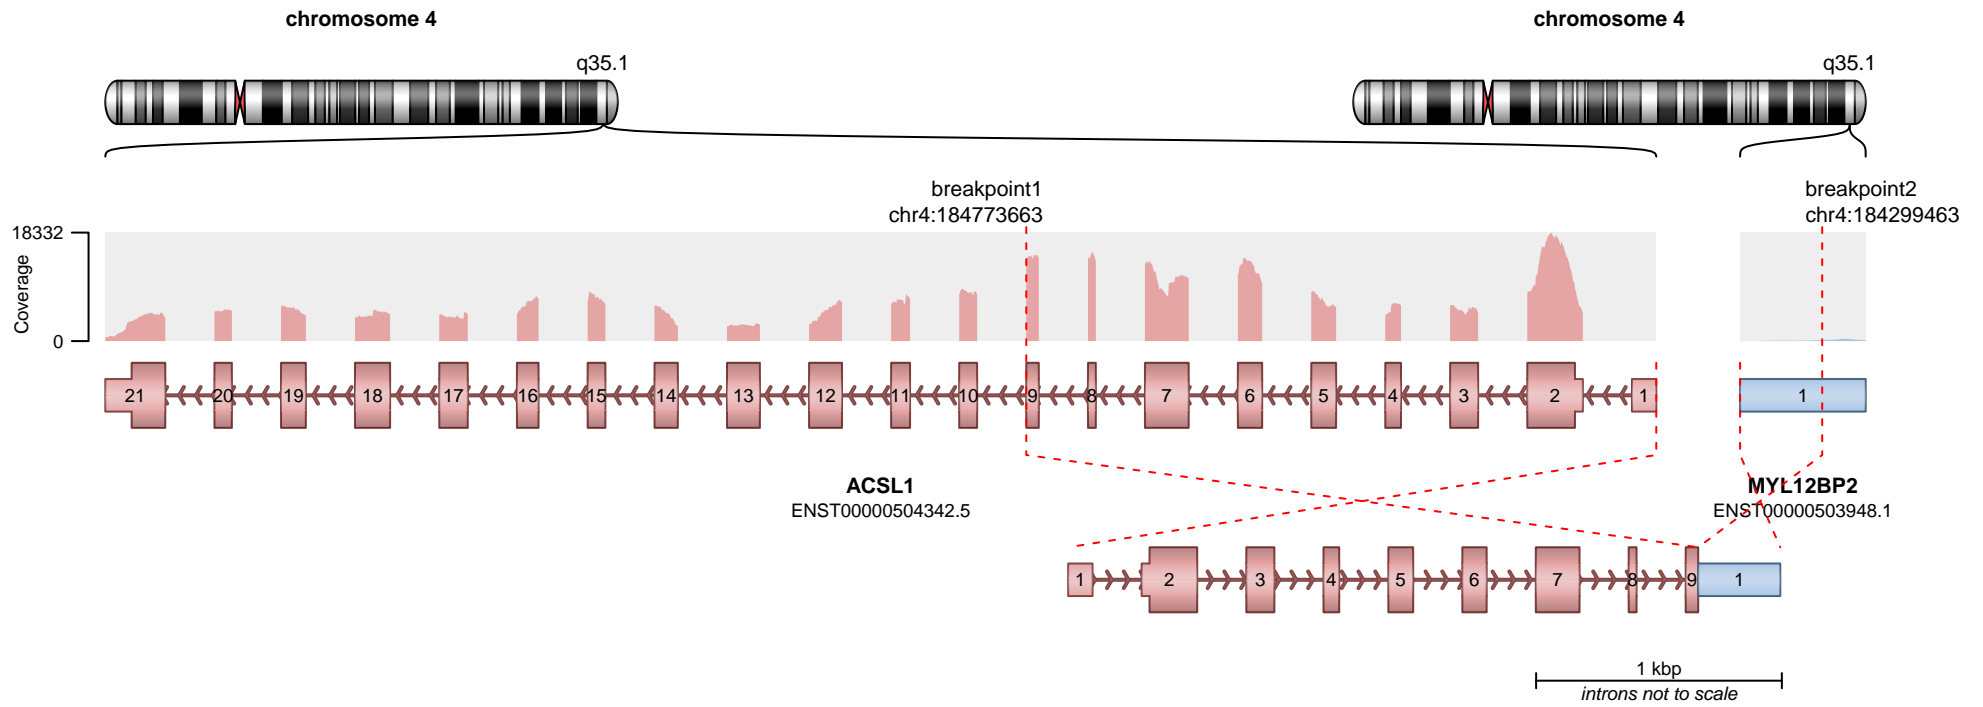 chromosome 4
chromosome 4
q35.1
q35.1
breakpoint1
chr4:184773663
breakpoint2
chr4:184299463
18332
Coverage
0
21 20 19 18 17 16 15 14 13 12 11 10 9 8 7 6 5 4 3 2 1
1
ACSL1
ENST00000504342.5
MYL12BP2
ENST00000503948.1
1 2 3 4 5 6 7 8 9 1
1 kbp
introns not to scale